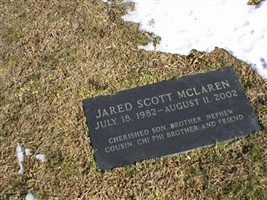 JARED SCOTT MCLAREN
JULY 18, 1982–AUGUST 11, 2002
CHERISHED SON, BROTHER, NEPHEW
COUSIN, CHI PHI BROTHER, AND FRIEND